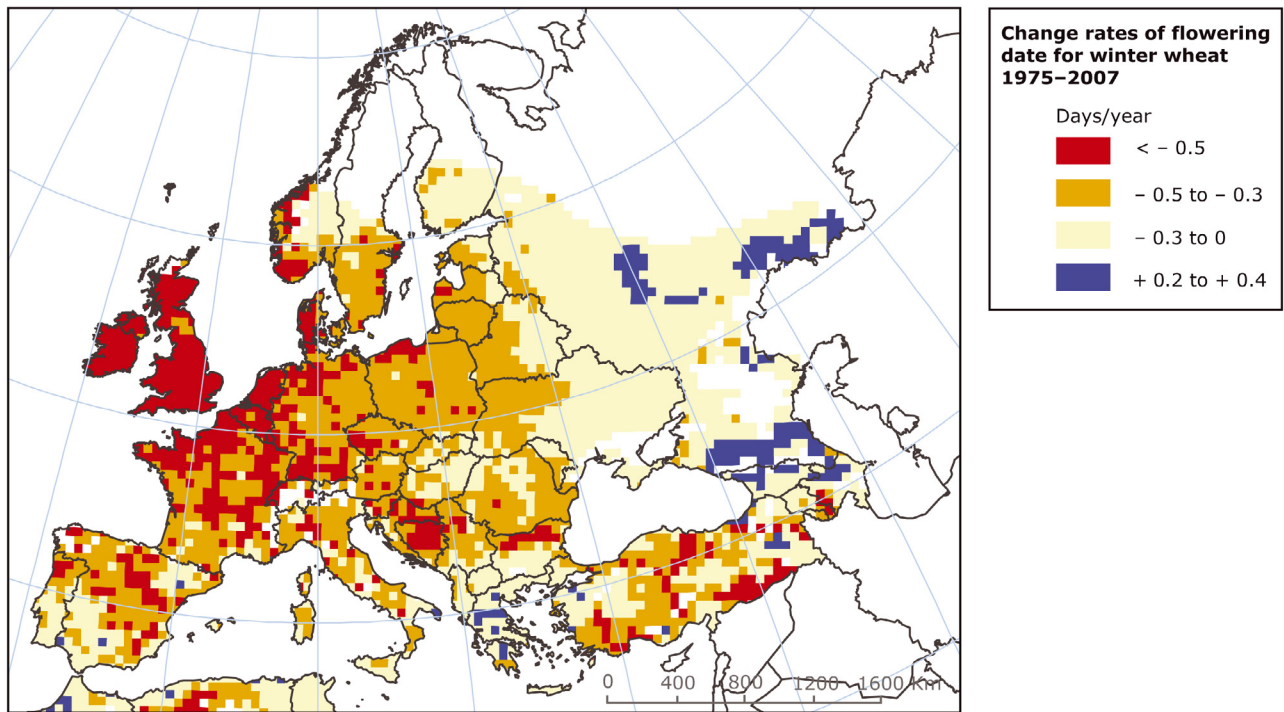 Change rates of flowering
date for winter wheat
1975–2007
Days/year
< – 0.5
– 0.5 to – 0.3
– 0.3 to 0
+ 0.2 to + 0.4
0 400 800 1200 1600 Km